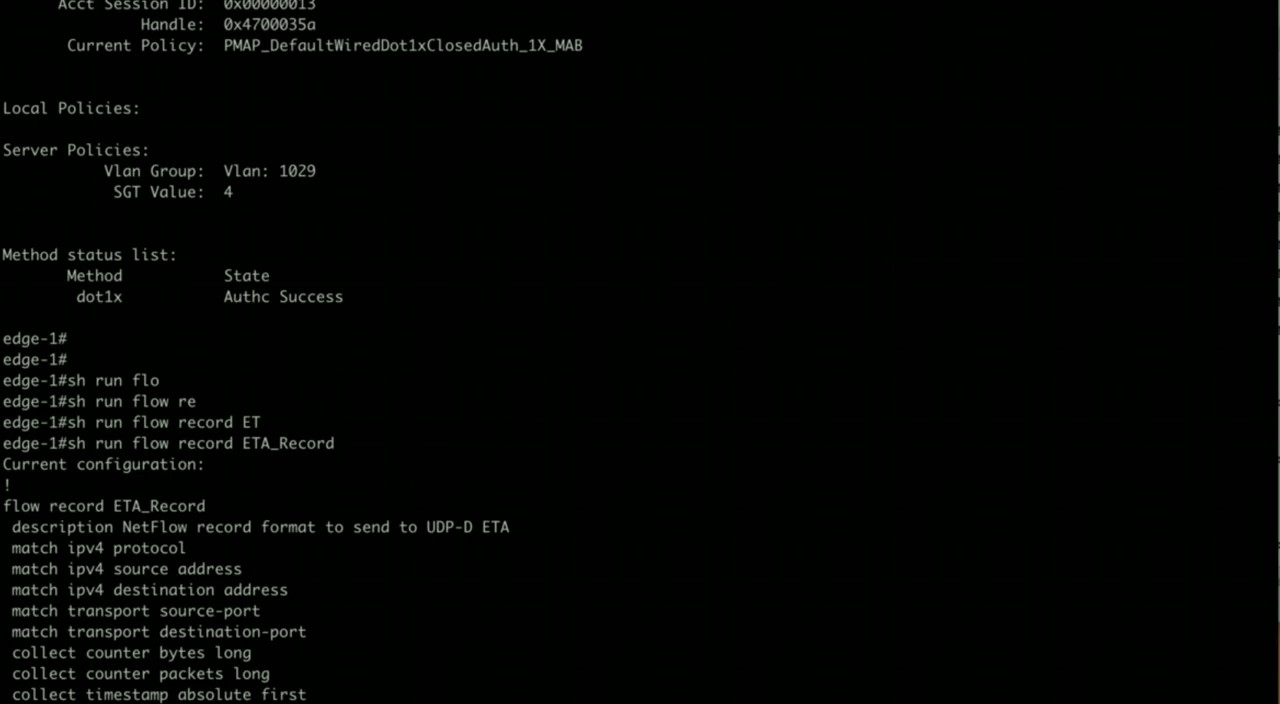 Acct Session ID: 0x00000013
Handle: 0x4700035a
Current Policy: PMAP_DefaultWiredDot1xClosedAuth_1X_MAB
Local Policies:
Server Policies:
Vlan Group: Vlan: 1029
SGT Value: 4
Method status list:
Method State
dot1x Authc Success
edge-1#
edge-1#
edge-1#sh run flo
edge-1#sh run flow re
edge-1#sh run flow record ET
edge-1#sh run flow record ETA_Record
Current configuration:
!
flow record ETA_Record
description NetFlow record format to send to UDP-D ETA
match ipv4 protocol
match ipv4 source address
match ipv4 destination address
match transport source-port
match transport destination-port
collect counter bytes long
collect counter packets long
collect timestamp absolute first